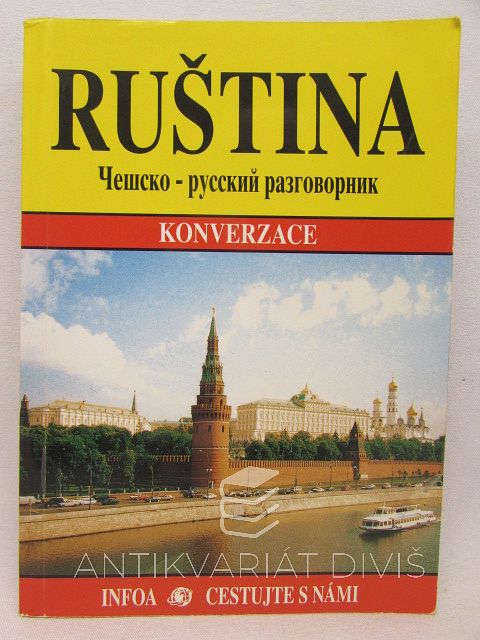 RUŠTINA
Чешско - русский разговорник
KONVERZACE
ANTIKVARIÁT DIVIŠ
INFOA CESTUJTE S NÁMI